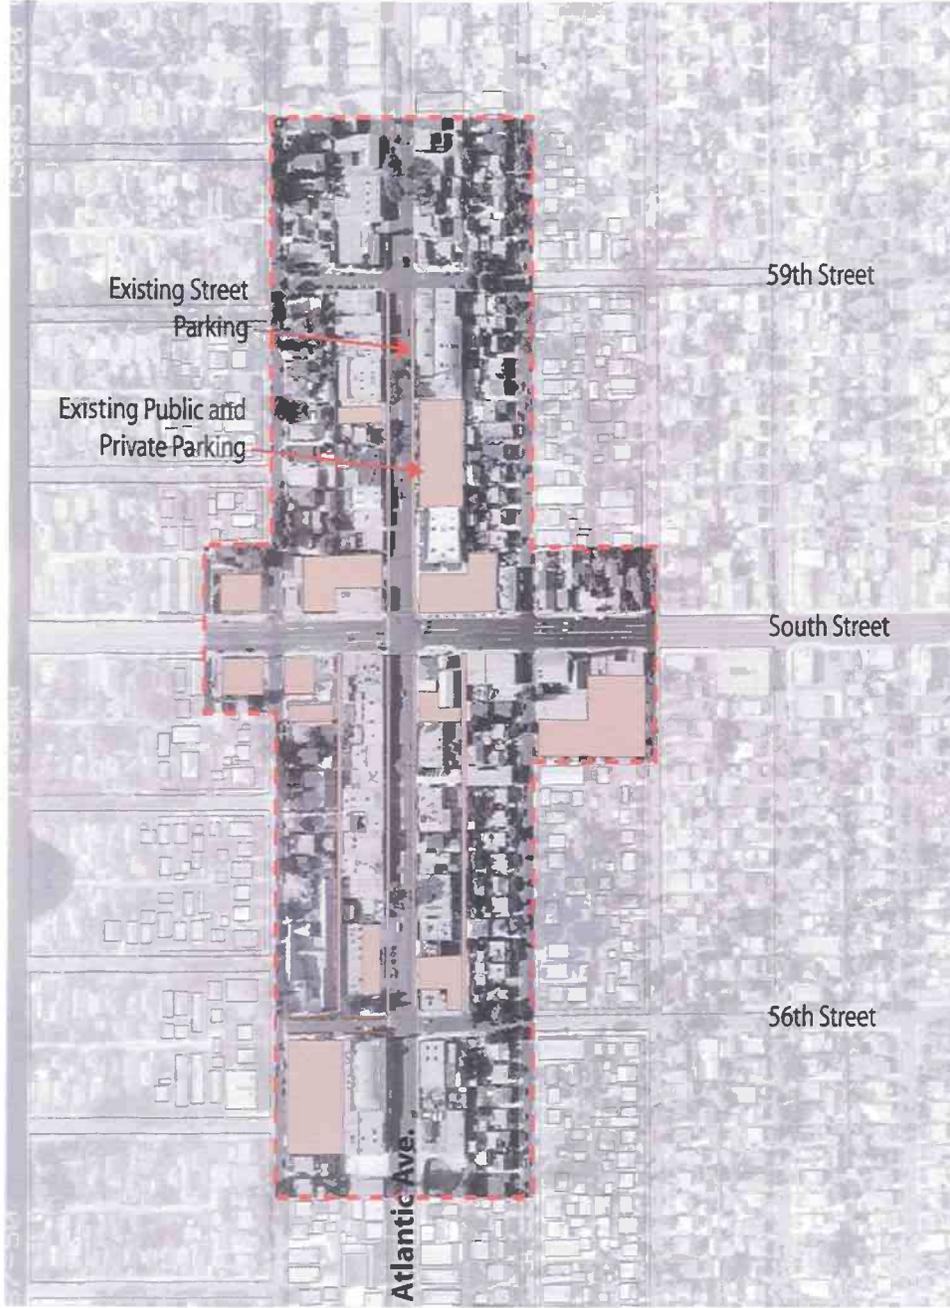 59th Street
Existing Street
Parking
Existing Public and
Private Parking
South Street
56th Street
Atlantic Ave.